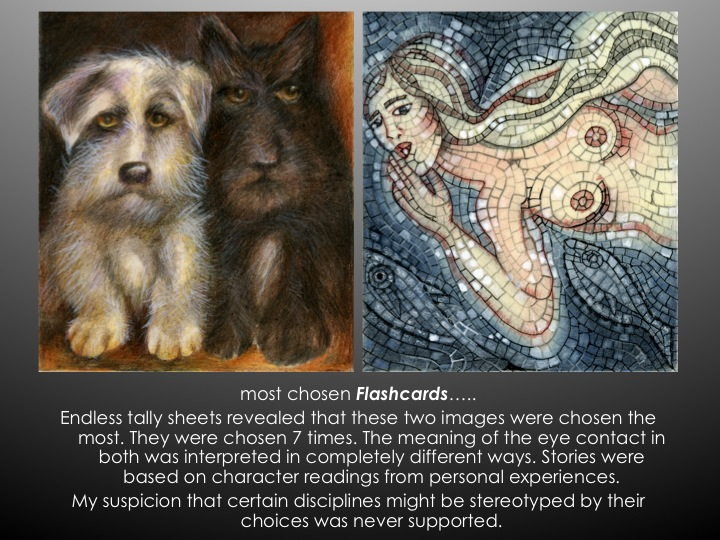 most chosen Flashcards…..
Endless tally sheets revealed that these two images were chosen the
most. They were chosen 7 times. The meaning of the eye contact in
both was interpreted in completely different ways. Stories were
based on character readings from personal experiences.
My suspicion that certain disciplines might be stereotyped by their
choices was never supported.